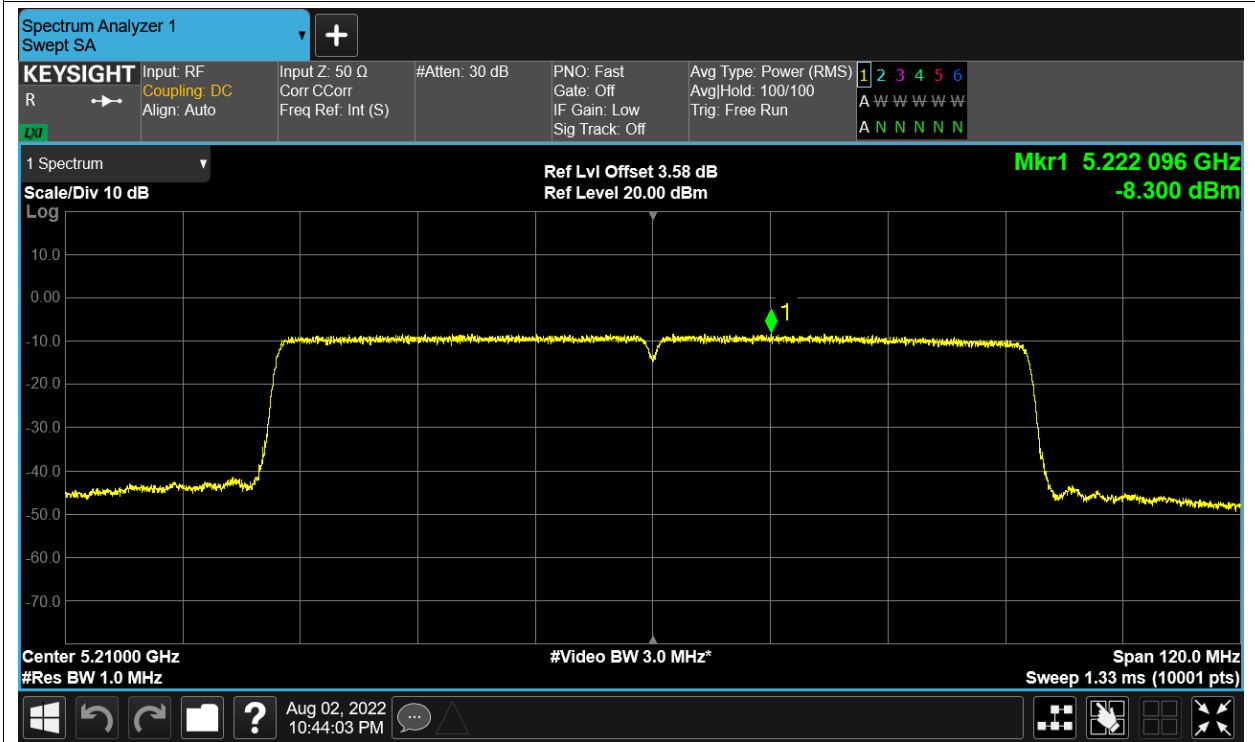 Spectrum Analyzer 1
Swept SA
KEYSIGHT
R
LXI
Input: RF
Coupling: DC
Align: Auto
Input Z: 50 Ω
Corr CCorr
Freq Ref: Int (S)
#Atten: 30 dB
PNO: Fast
Gate: Off
IF Gain: Low
Sig Track: Off
Avg Type: Power (RMS)
Avg|Hold: 100/100
Trig: Free Run
1 2 3 4 5 6
A W W W W W
A N N N N N
1 Spectrum
Scale/Div 10 dB
Log
Ref Lvl Offset 3.58 dB
Ref Level 20.00 dBm
Mkr1 5.222 096 GHz
-8.300 dBm
10.0
0.00
1
-10.0
-20.0
-30.0
-40.0
-50.0
-60.0
-70.0
Center 5.21000 GHz
#Res BW 1.0 MHz
#Video BW 3.0 MHz*
Span 120.0 MHz
Sweep 1.33 ms (10001 pts)
?
Aug 02, 2022
10:44:03 PM